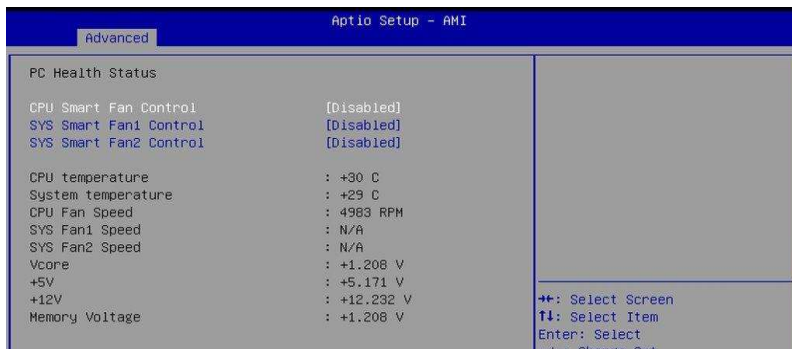 Aptio Setup - AMI
Advanced
PC Health Status
CPU Smart Fan Control [Disabled]
SYS Smart Fan1 Control [Disabled]
SYS Smart Fan2 Control [Disabled]
CPU temperature : +30 C
System temperature : +29 C
CPU Fan Speed : 4983 RPM
SYS Fan1 Speed : N/A
SYS Fan2 Speed : N/A
Vcore : +1.208 V
+5V : +5.171 V
+12V : +12.232 V
Memory Voltage : +1.208 V
→←: Select Screen
↑↓: Select Item
Enter: Select